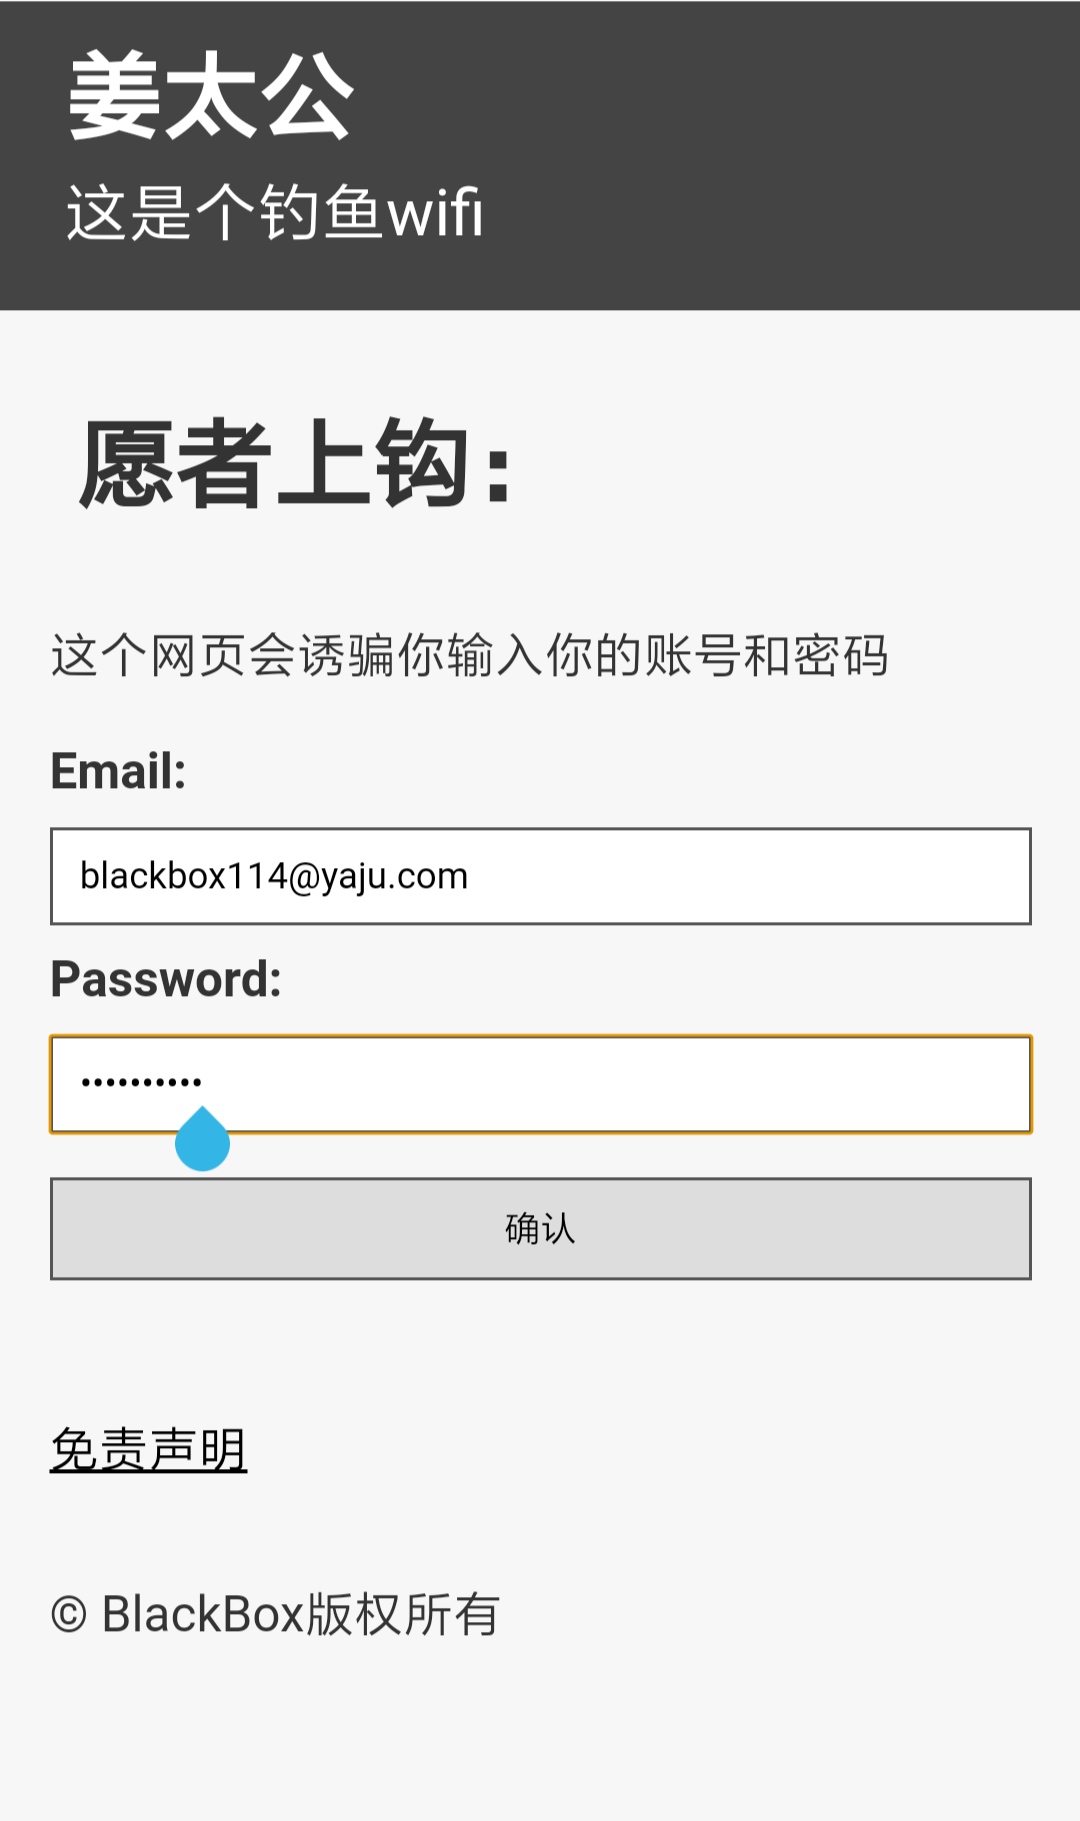 姜太公
这是个钓鱼wifi
愿者上钩：
这个网页会诱骗你输入你的账号和密码
Email:
blackbox114@yaju.com
Password:
••••••••••
确认
免责声明
© BlackBox版权所有